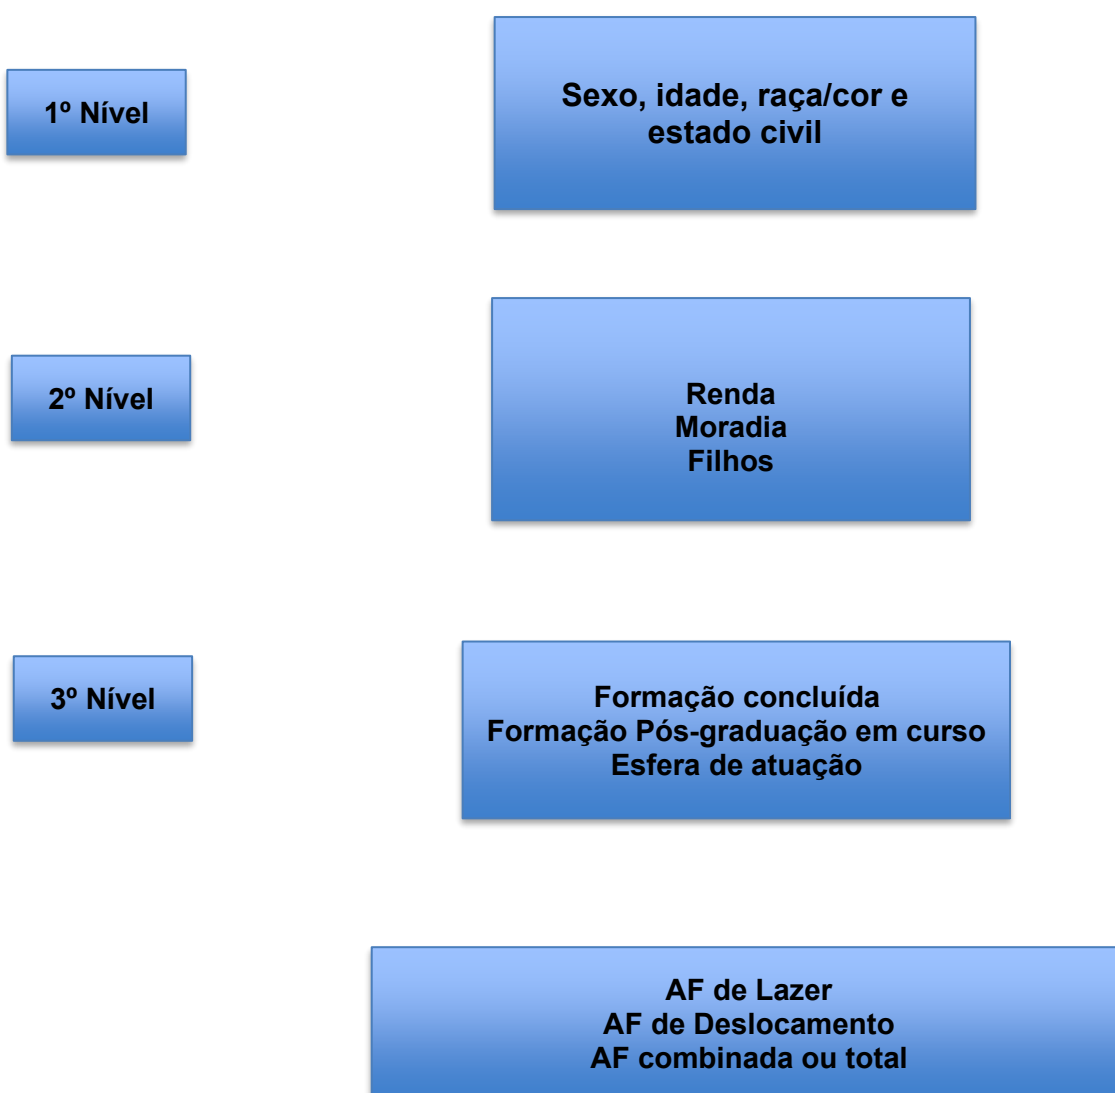 1º Nível
Sexo, idade, raça/cor e
estado civil
2º Nível
Renda
Moradia
Filhos
3º Nível
Formação concluída
Formação Pós-graduação em curso
Esfera de atuação
AF de Lazer
AF de Deslocamento
AF combinada ou total